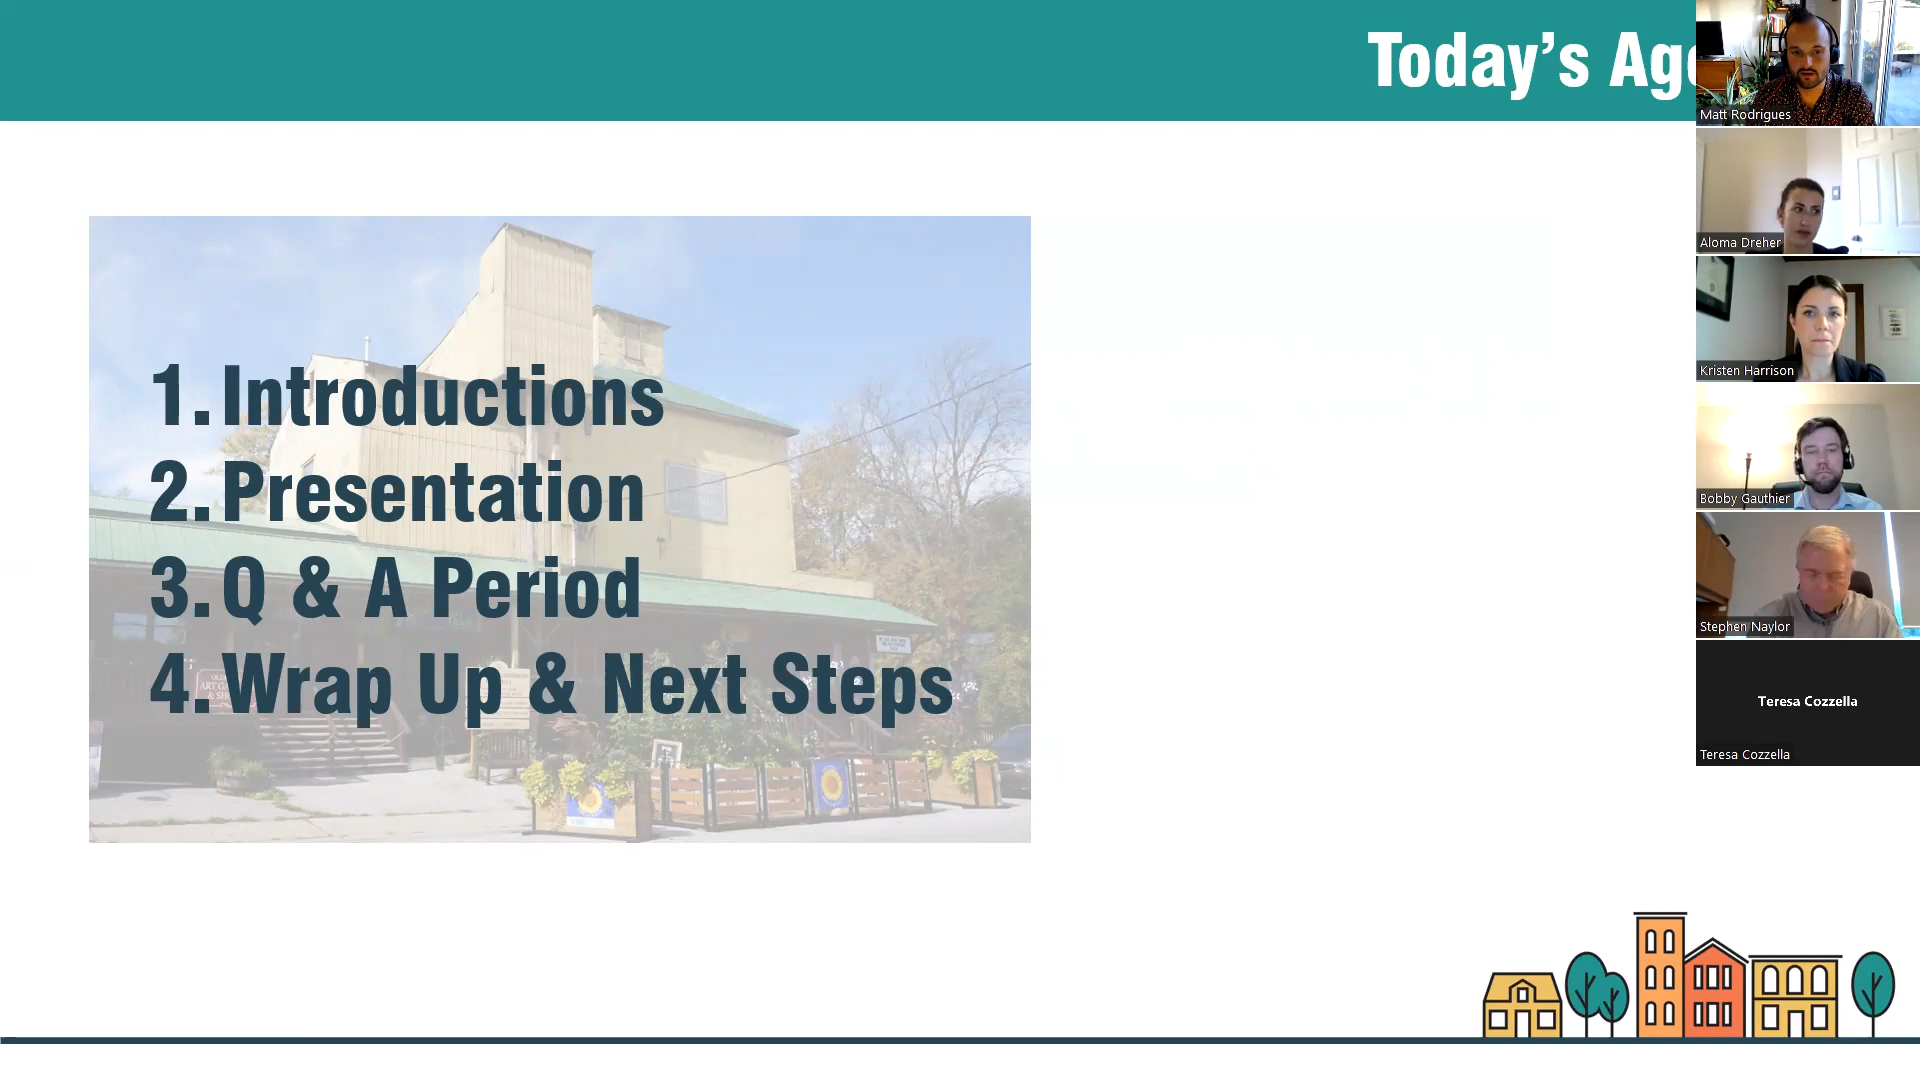 Today's Age
1. Introductions
2. Presentation
3. Q & A Period
4. Wrap Up & Next Steps
Matt Rodrigues
Aloma Dreher
Kristen Harrison
Bobby Gauthier
Stephen Naylor
Teresa Cozzella
Teresa Cozzella